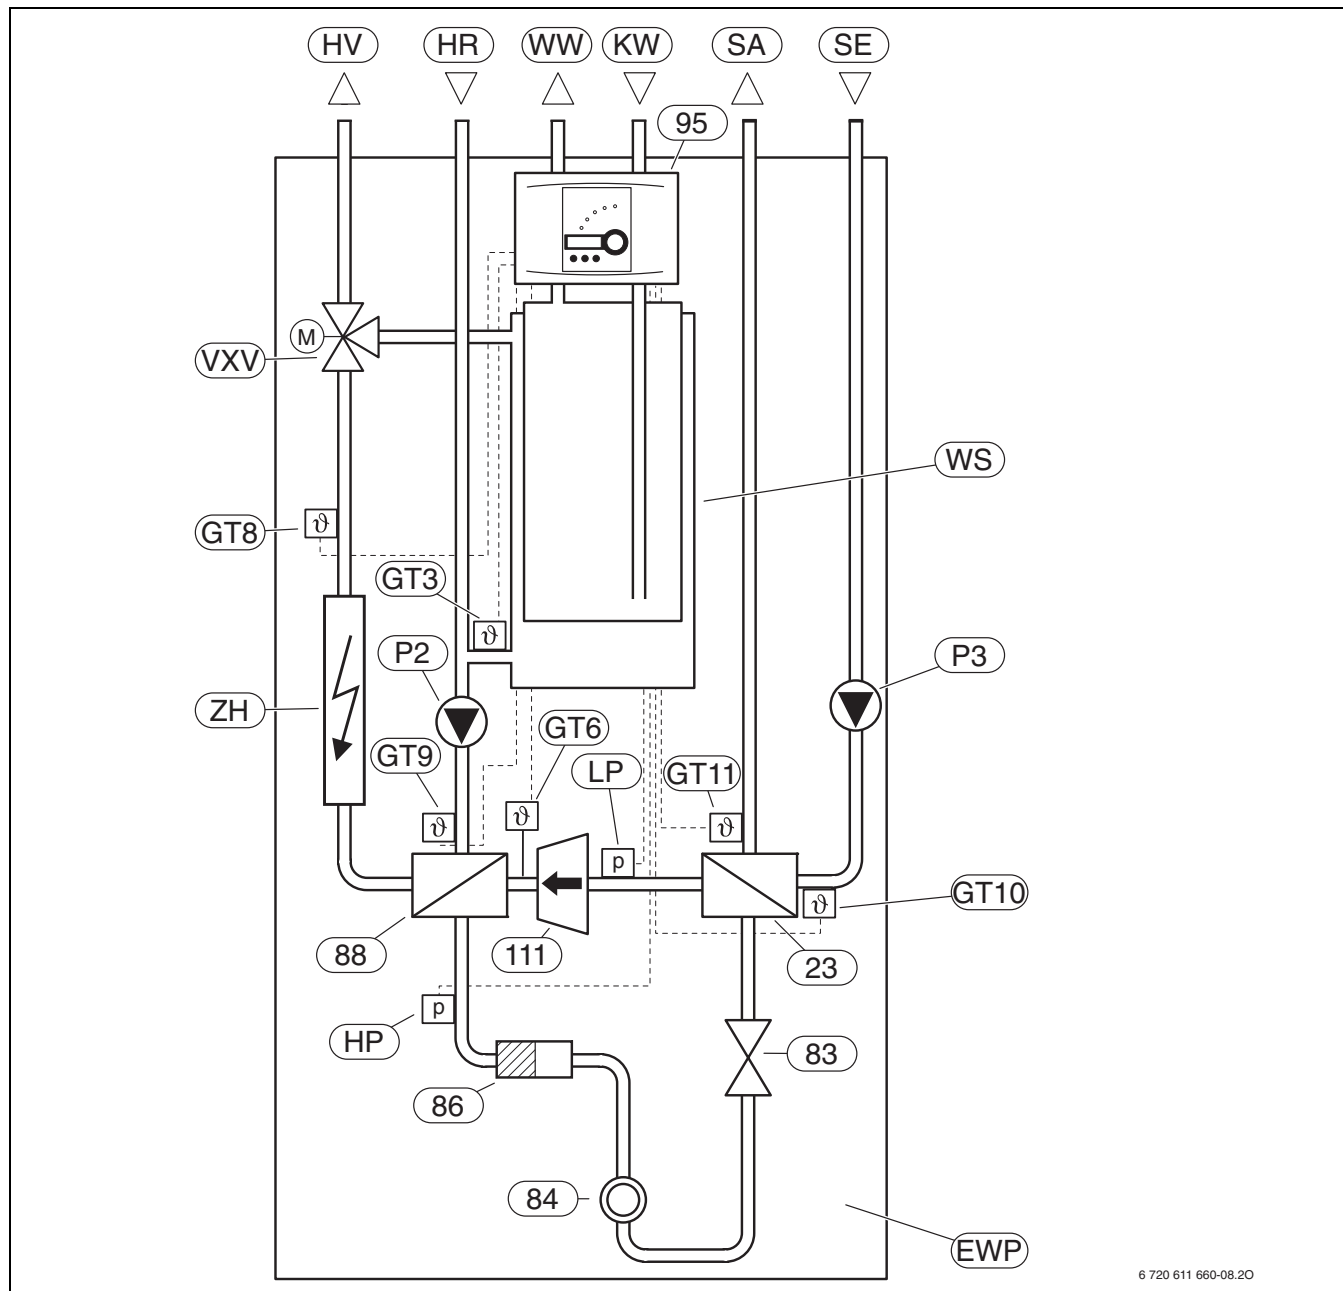 HV HR WW KW SA SE
95
M
VXV
WS
GT8 ϑ
GT3
ϑ
P2 P3
ZH
GT6
GT9 LP GT11
ϑ ϑ ϑ
p
GT10
ϑ
88 111 23
p
HP 83
86
84
EWP
6 720 611 660-08.2O